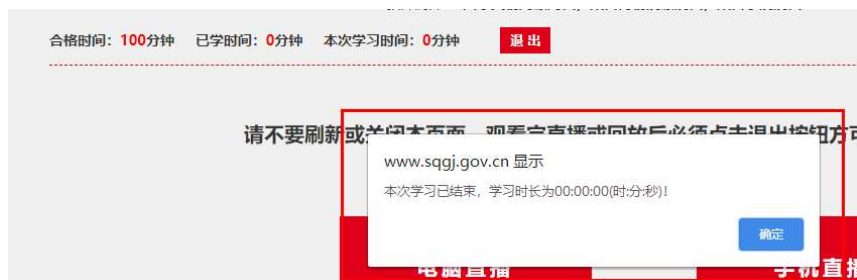 合格时间：100分钟 已学时间：0分钟 本次学习时间：0分钟 退出
请不要刷新或关闭本页面，观看完直播或回放后必须点击退出按钮方可
www.sqgj.gov.cn 显示
本次学习已结束，学习时长为00:00:00(时:分:秒)!
确定
电脑直播 手机直播